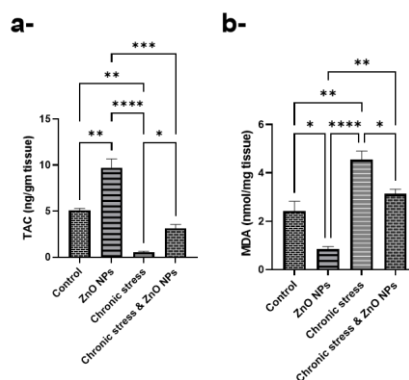 a-
***
**
****
*
**
TAC (ng/gm tissue)
15
10
5
0
Control
ZnO NPs
Chronic stress
Chronic stress & ZnO NPs
b-
**
**
*
****
*
MDA (nmol/mg tissue)
6
4
2
0
Control
ZnO NPs
Chronic stress
Chronic stress & ZnO NPs